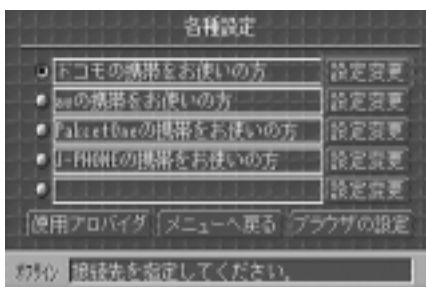 各種設定
ドコモの携帯をお使いの方 設定変更
auの携帯をお使いの方 設定変更
PaketOneの携帯をお使いの方 設定変更
J-PHONEの携帯をお使いの方 設定変更
設定変更
使用プロバイダ メニューへ戻る ブラウザの設定
オフライン 接続先を指定してください。